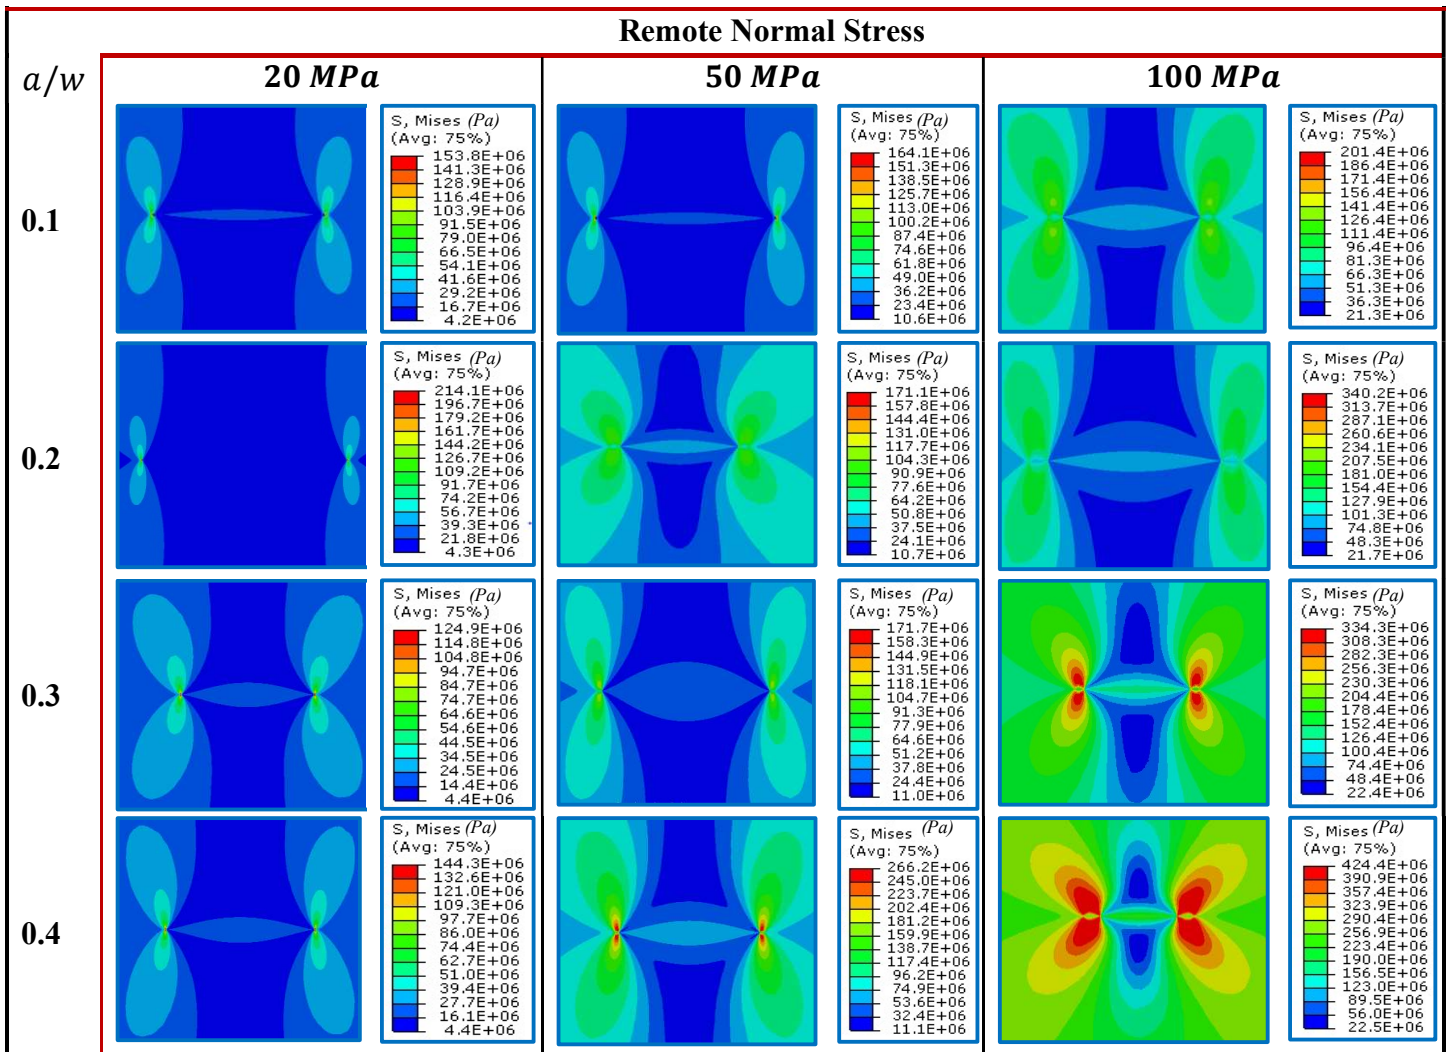 Remote Normal Stress
a/w
20 MPa
50 MPa
100 MPa
0.1
S, Mises (Pa)
(Avg: 75%)
153.8E+06
141.3E+06
128.9E+06
116.4E+06
103.9E+06
91.5E+06
79.0E+06
66.5E+06
54.1E+06
41.6E+06
29.2E+06
16.7E+06
4.2E+06
S, Mises (Pa)
(Avg: 75%)
164.1E+06
151.3E+06
138.5E+06
125.7E+06
113.0E+06
100.2E+06
87.4E+06
74.6E+06
61.8E+06
49.0E+06
36.2E+06
23.4E+06
10.6E+06
S, Mises (Pa)
(Avg: 75%)
201.4E+06
186.4E+06
171.4E+06
156.4E+06
141.4E+06
126.4E+06
111.4E+06
96.4E+06
81.3E+06
66.3E+06
51.3E+06
36.3E+06
21.3E+06
0.2
S, Mises (Pa)
(Avg: 75%)
214.1E+06
196.7E+06
179.2E+06
161.7E+06
144.2E+06
126.7E+06
109.2E+06
91.7E+06
74.2E+06
56.7E+06
39.3E+06
21.8E+06
4.3E+06
S, Mises (Pa)
(Avg: 75%)
171.1E+06
157.8E+06
144.4E+06
131.0E+06
117.7E+06
104.3E+06
90.9E+06
77.6E+06
64.2E+06
50.8E+06
37.5E+06
24.1E+06
10.7E+06
S, Mises (Pa)
(Avg: 75%)
340.2E+06
313.7E+06
287.1E+06
260.6E+06
234.1E+06
207.5E+06
181.0E+06
154.4E+06
127.9E+06
101.3E+06
74.8E+06
48.3E+06
21.7E+06
0.3
S, Mises (Pa)
(Avg: 75%)
124.9E+06
114.8E+06
104.8E+06
94.7E+06
84.7E+06
74.7E+06
64.6E+06
54.6E+06
44.5E+06
34.5E+06
24.5E+06
14.4E+06
4.4E+06
S, Mises (Pa)
(Avg: 75%)
171.7E+06
158.3E+06
144.9E+06
131.5E+06
118.1E+06
104.7E+06
91.3E+06
77.9E+06
64.6E+06
51.2E+06
37.8E+06
24.4E+06
11.0E+06
S, Mises (Pa)
(Avg: 75%)
334.3E+06
308.3E+06
282.3E+06
256.3E+06
230.3E+06
204.4E+06
178.4E+06
152.4E+06
126.4E+06
100.4E+06
74.4E+06
48.4E+06
22.4E+06
0.4
S, Mises (Pa)
(Avg: 75%)
144.3E+06
132.6E+06
121.0E+06
109.3E+06
97.7E+06
86.0E+06
74.4E+06
62.7E+06
51.0E+06
39.4E+06
27.7E+06
16.1E+06
4.4E+06
S, Mises (Pa)
(Avg: 75%)
266.2E+06
245.0E+06
223.7E+06
202.4E+06
181.2E+06
159.9E+06
138.7E+06
117.4E+06
96.2E+06
74.9E+06
53.6E+06
32.4E+06
11.1E+06
S, Mises (Pa)
(Avg: 75%)
424.4E+06
390.9E+06
357.4E+06
323.9E+06
290.4E+06
256.9E+06
223.4E+06
190.0E+06
156.5E+06
123.0E+06
89.5E+06
56.0E+06
22.5E+06